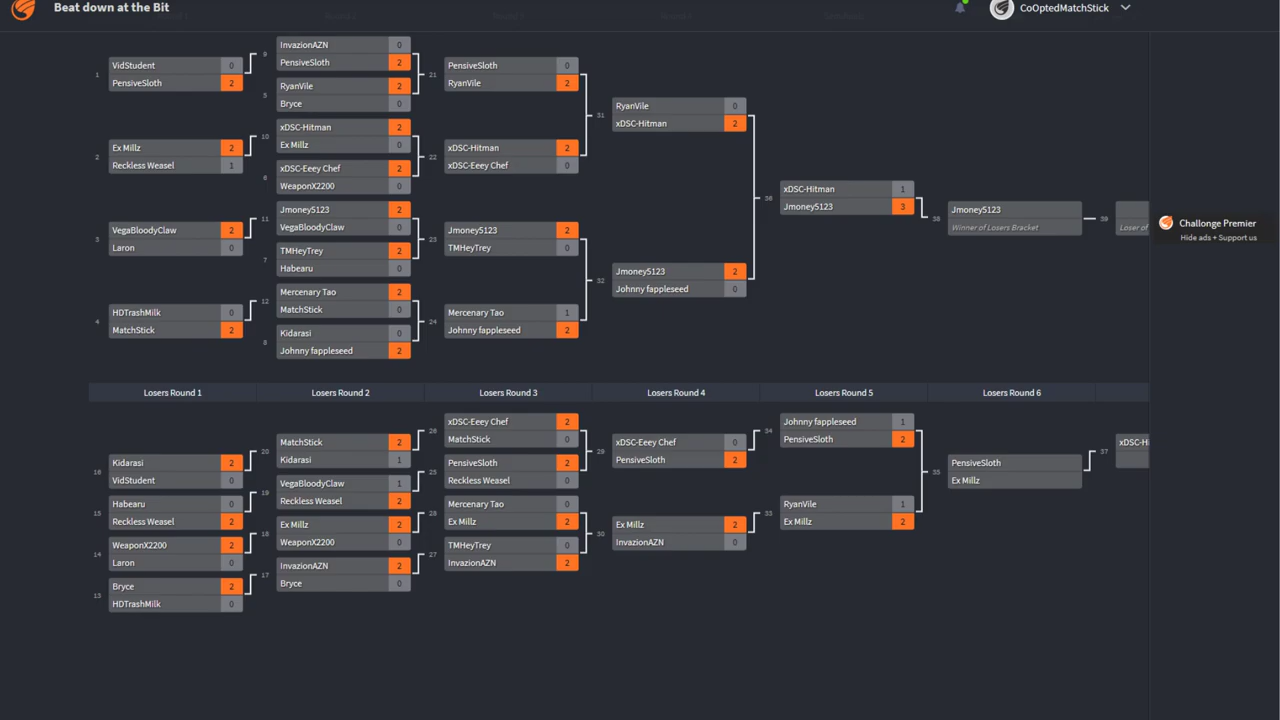 Beat down at the Bit
CoOptedMatchStick
1
VidStudent 0
PensiveSloth 2
2
Ex Millz 2
Reckless Weasel 1
3
VegaBloodyClaw 2
Laron 0
4
HDTrashMilk 0
MatchStick 2
9
InvazionAZN 0
PensiveSloth 2
5
RyanVile 2
Bryce 0
10
xDSC-Hitman 2
Ex Millz 0
xDSC-Eeey Chef 2
WeaponX2200 0
11
Jmoney5123 2
VegaBloodyClaw 0
7
TMHeyTrey 2
Habearu 0
12
Mercenary Tao 2
MatchStick 0
8
Kidarasi 0
Johnny fappleseed 2
21
PensiveSloth 0
RyanVile 2
22
xDSC-Hitman 2
xDSC-Eeey Chef 0
23
Jmoney5123 2
TMHeyTrey 0
24
Mercenary Tao 1
Johnny fappleseed 2
31
RyanVile 0
xDSC-Hitman 2
32
Jmoney5123 2
Johnny fappleseed 0
xDSC-Hitman 1
Jmoney5123 3
Jmoney5123
Winner of Losers Bracket
39
Loser of
Challonge Premier
Hide ads + Support us
Losers Round 1
Losers Round 2
Losers Round 3
Losers Round 4
Losers Round 5
Losers Round 6
16
Kidarasi 2
VidStudent 0
15
Habearu 0
Reckless Weasel 2
14
WeaponX2200 2
Laron 0
13
Bryce 2
HDTrashMilk 0
20
MatchStick 2
Kidarasi 1
19
VegaBloodyClaw 1
Reckless Weasel 2
18
Ex Millz 2
WeaponX2200 0
17
InvazionAZN 2
Bryce 0
26
xDSC-Eeey Chef 2
MatchStick 0
25
PensiveSloth 2
Reckless Weasel 0
28
Mercenary Tao 0
Ex Millz 2
27
TMHeyTrey 0
InvazionAZN 2
29
xDSC-Eeey Chef 0
PensiveSloth 2
30
Ex Millz 2
InvazionAZN 0
34
Johnny fappleseed 1
PensiveSloth 2
33
RyanVile 1
Ex Millz 2
35
PensiveSloth
Ex Millz
37
xDSC-Hi